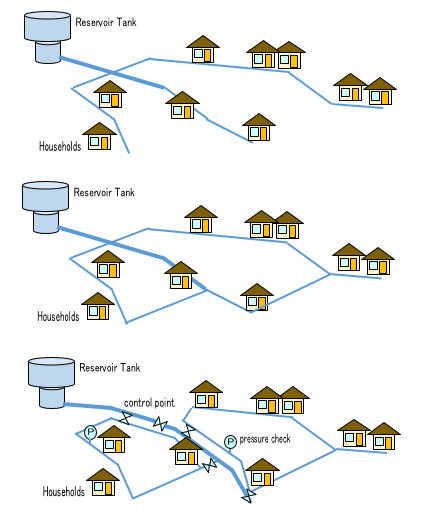 Reservoir Tank
Households
Reservoir Tank
Households
Reservoir Tank
control point
P
P
pressure check
Households